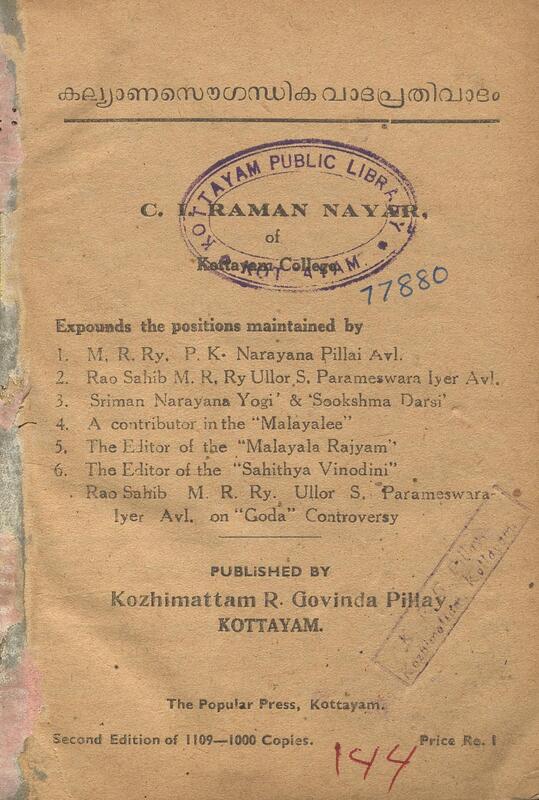 കല്യാണസൌഗന്ധിക വാദപ്രതിവാദം
KOTTAYAM PUBLIC LIBRARY
C. I. RAMAN NAYAR,
of
Kottayam College
77880
Expounds the positions maintained by
1. M, R. Ry. P. K- Narayana Pillai Avl.
2. Rao Sahib M. R. Ry Ullor S. Parameswara Iyer Avl.
3. Sriman Narayana Yogi' & 'Sookshma Darsi'
4. A contributor in the "Malayalee"
5. The Editor of the "Malayala Rajyam"
6. The Editor of the "Sahithya Vinodini"
Rao Sahib M. R. Ry. Ullor S. Parameswara-
Iyer Avl. on "Goda" Controversy
PUBLISHED BY
Kozhimattam R. Govinda Pillay
KOTTAYAM.
Kozhimattam, Kottayam.
The Popular Press, Kottayam.
Second Edition of 1109—1000 Copies.
Price Re. 1
144